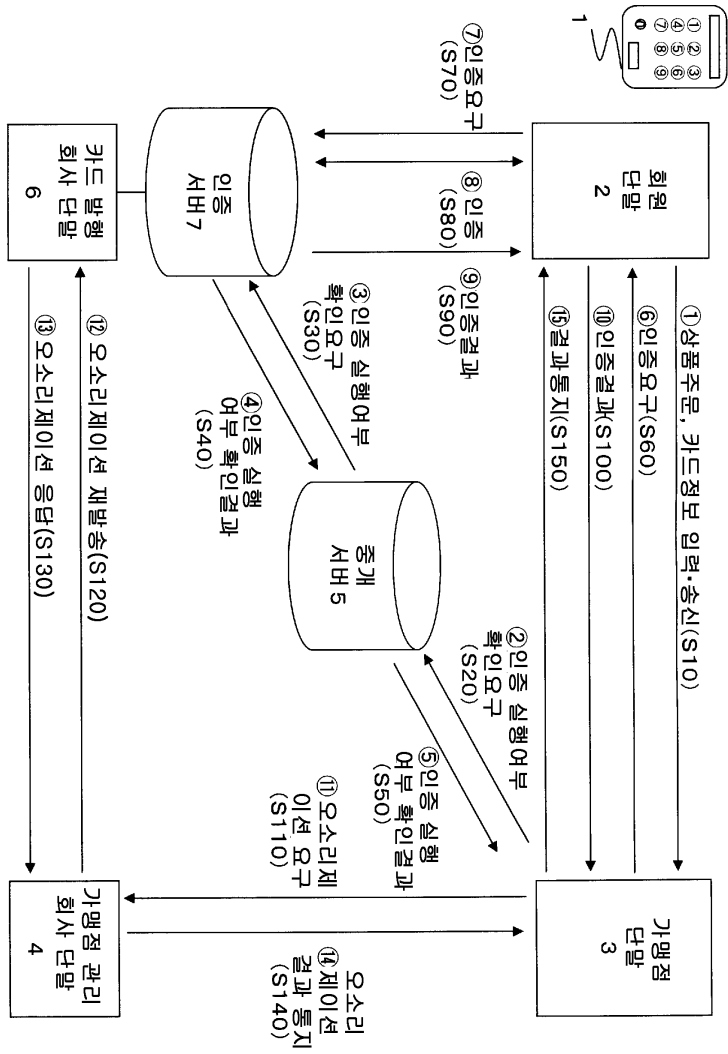 1
① ② ③
④ ⑤ ⑥
⑦ ⑧ ⑨
⓪
회원
단말
2
①상품주문, 카드정보 입력·송신(S10)
⑥인증요구(S60)
⑩인증결과(S100)
⑮결과통지(S150)
가맹점
단말
3
⑦인증요구
(S70)
⑧ 인증
(S80)
⑨인증결과
(S90)
②인증 실행여부
확인요구
(S20)
⑤인증 실행
여부 확인결과
(S50)
중개
서버 5
③인증 실행여부
확인요구
(S30)
④인증 실행
여부 확인결과
(S40)
인증
서버7
⑪오소리제
이션 요구
(S110)
오소리
⑭제이션
결과 통지
(S140)
카드 발행
회사 단말
6
⑫ 오소리제이션 재발송(S120)
⑬오소리제이션 응답(S130)
가맹점 관리
회사 단말
4